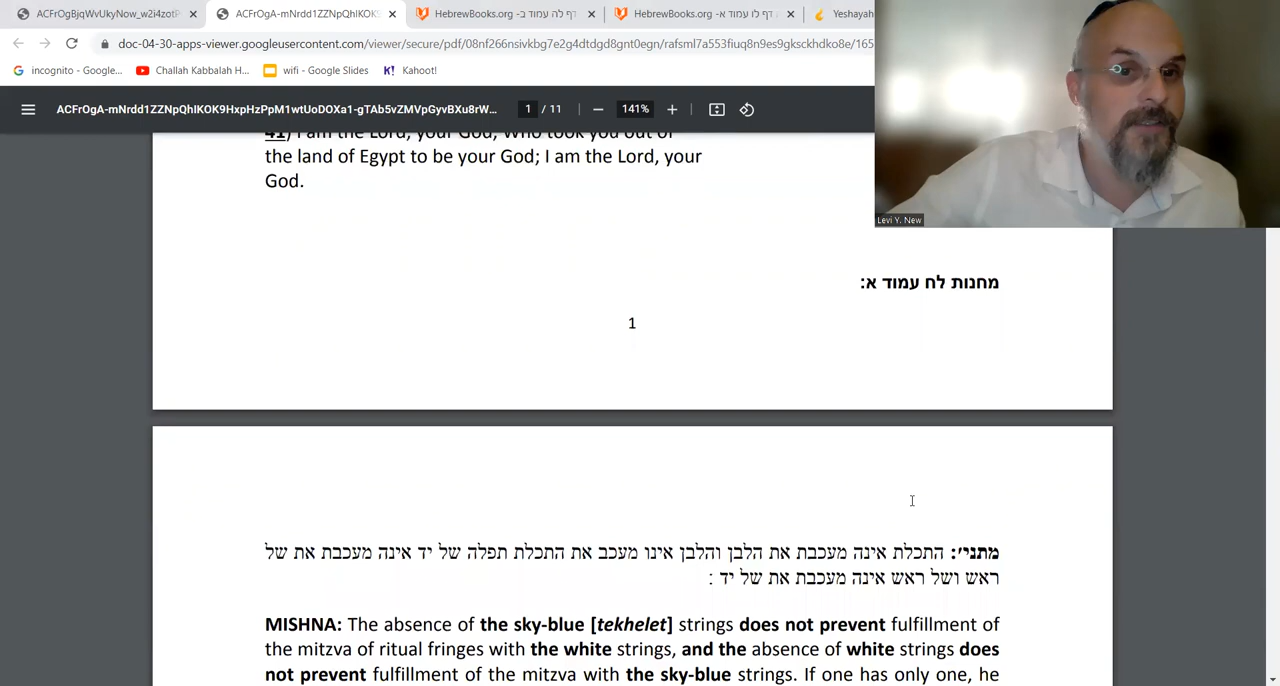 ACFrOgBjqWvUkyNow_w2i4zotP
ACFrOgA-mNrdd1ZZNpQhIKOK9
HebrewBooks.org - דף לה עמוד ב
HebrewBooks.org - דף לו עמוד א
Yeshayah
doc-04-30-apps-viewer.googleusercontent.com/viewer/secure/pdf/08nf266nsivkbg7e2g4dtdgd8gnt0egn/rafsml7a553fiuq8n9es9gksckhdko8e/165
incognito - Google...
Challah Kabbalah H...
wifi - Google Slides
Kahoot!
ACFrOgA-mNrdd1ZZNpQhIKOK9HxpHzPpM1wtUoDOXa1-gTAb5vZMVpGyvBXu8rW...
1 / 11
141%
Levi Y. New
41) I am the Lord, your God, Who took you out of
the land of Egypt to be your God; I am the Lord, your
God.
מחנות לח עמוד א:
1
מתני׳: התכלת אינה מעכבת את הלבן והלבן אינו מעכב את התכלת תפלה של יד אינה מעכבת את של
ראש ושל ראש אינה מעכבת את של יד :
MISHNA: The absence of the sky-blue [tekhelet] strings does not prevent fulfillment of
the mitzva of ritual fringes with the white strings, and the absence of white strings does
not prevent fulfillment of the mitzva with the sky-blue strings. If one has only one, he